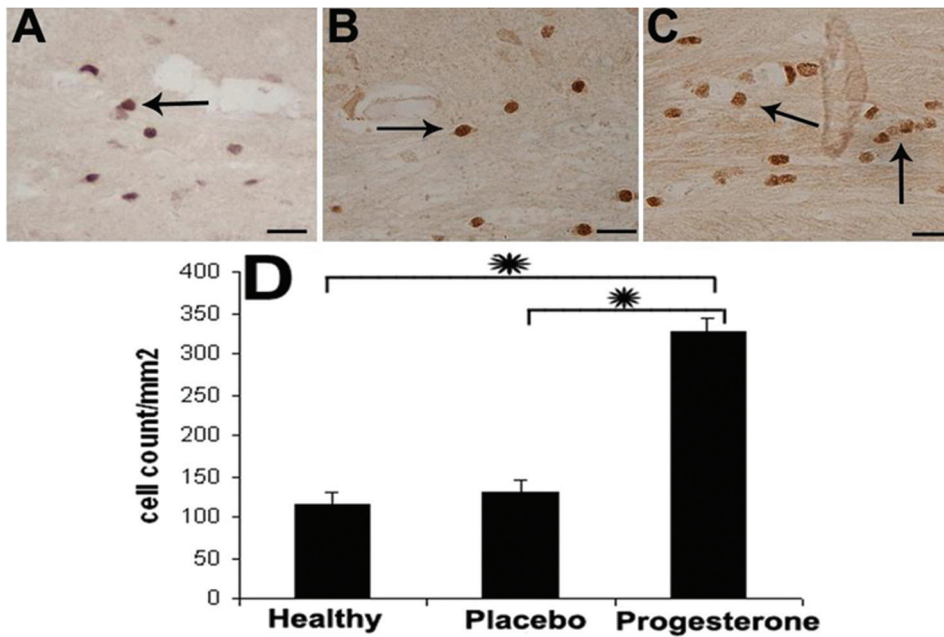 A
B
C
D
400
350
300
250
200
150
100
50
0
cell count/mm2
Healthy
Placebo
Progesterone